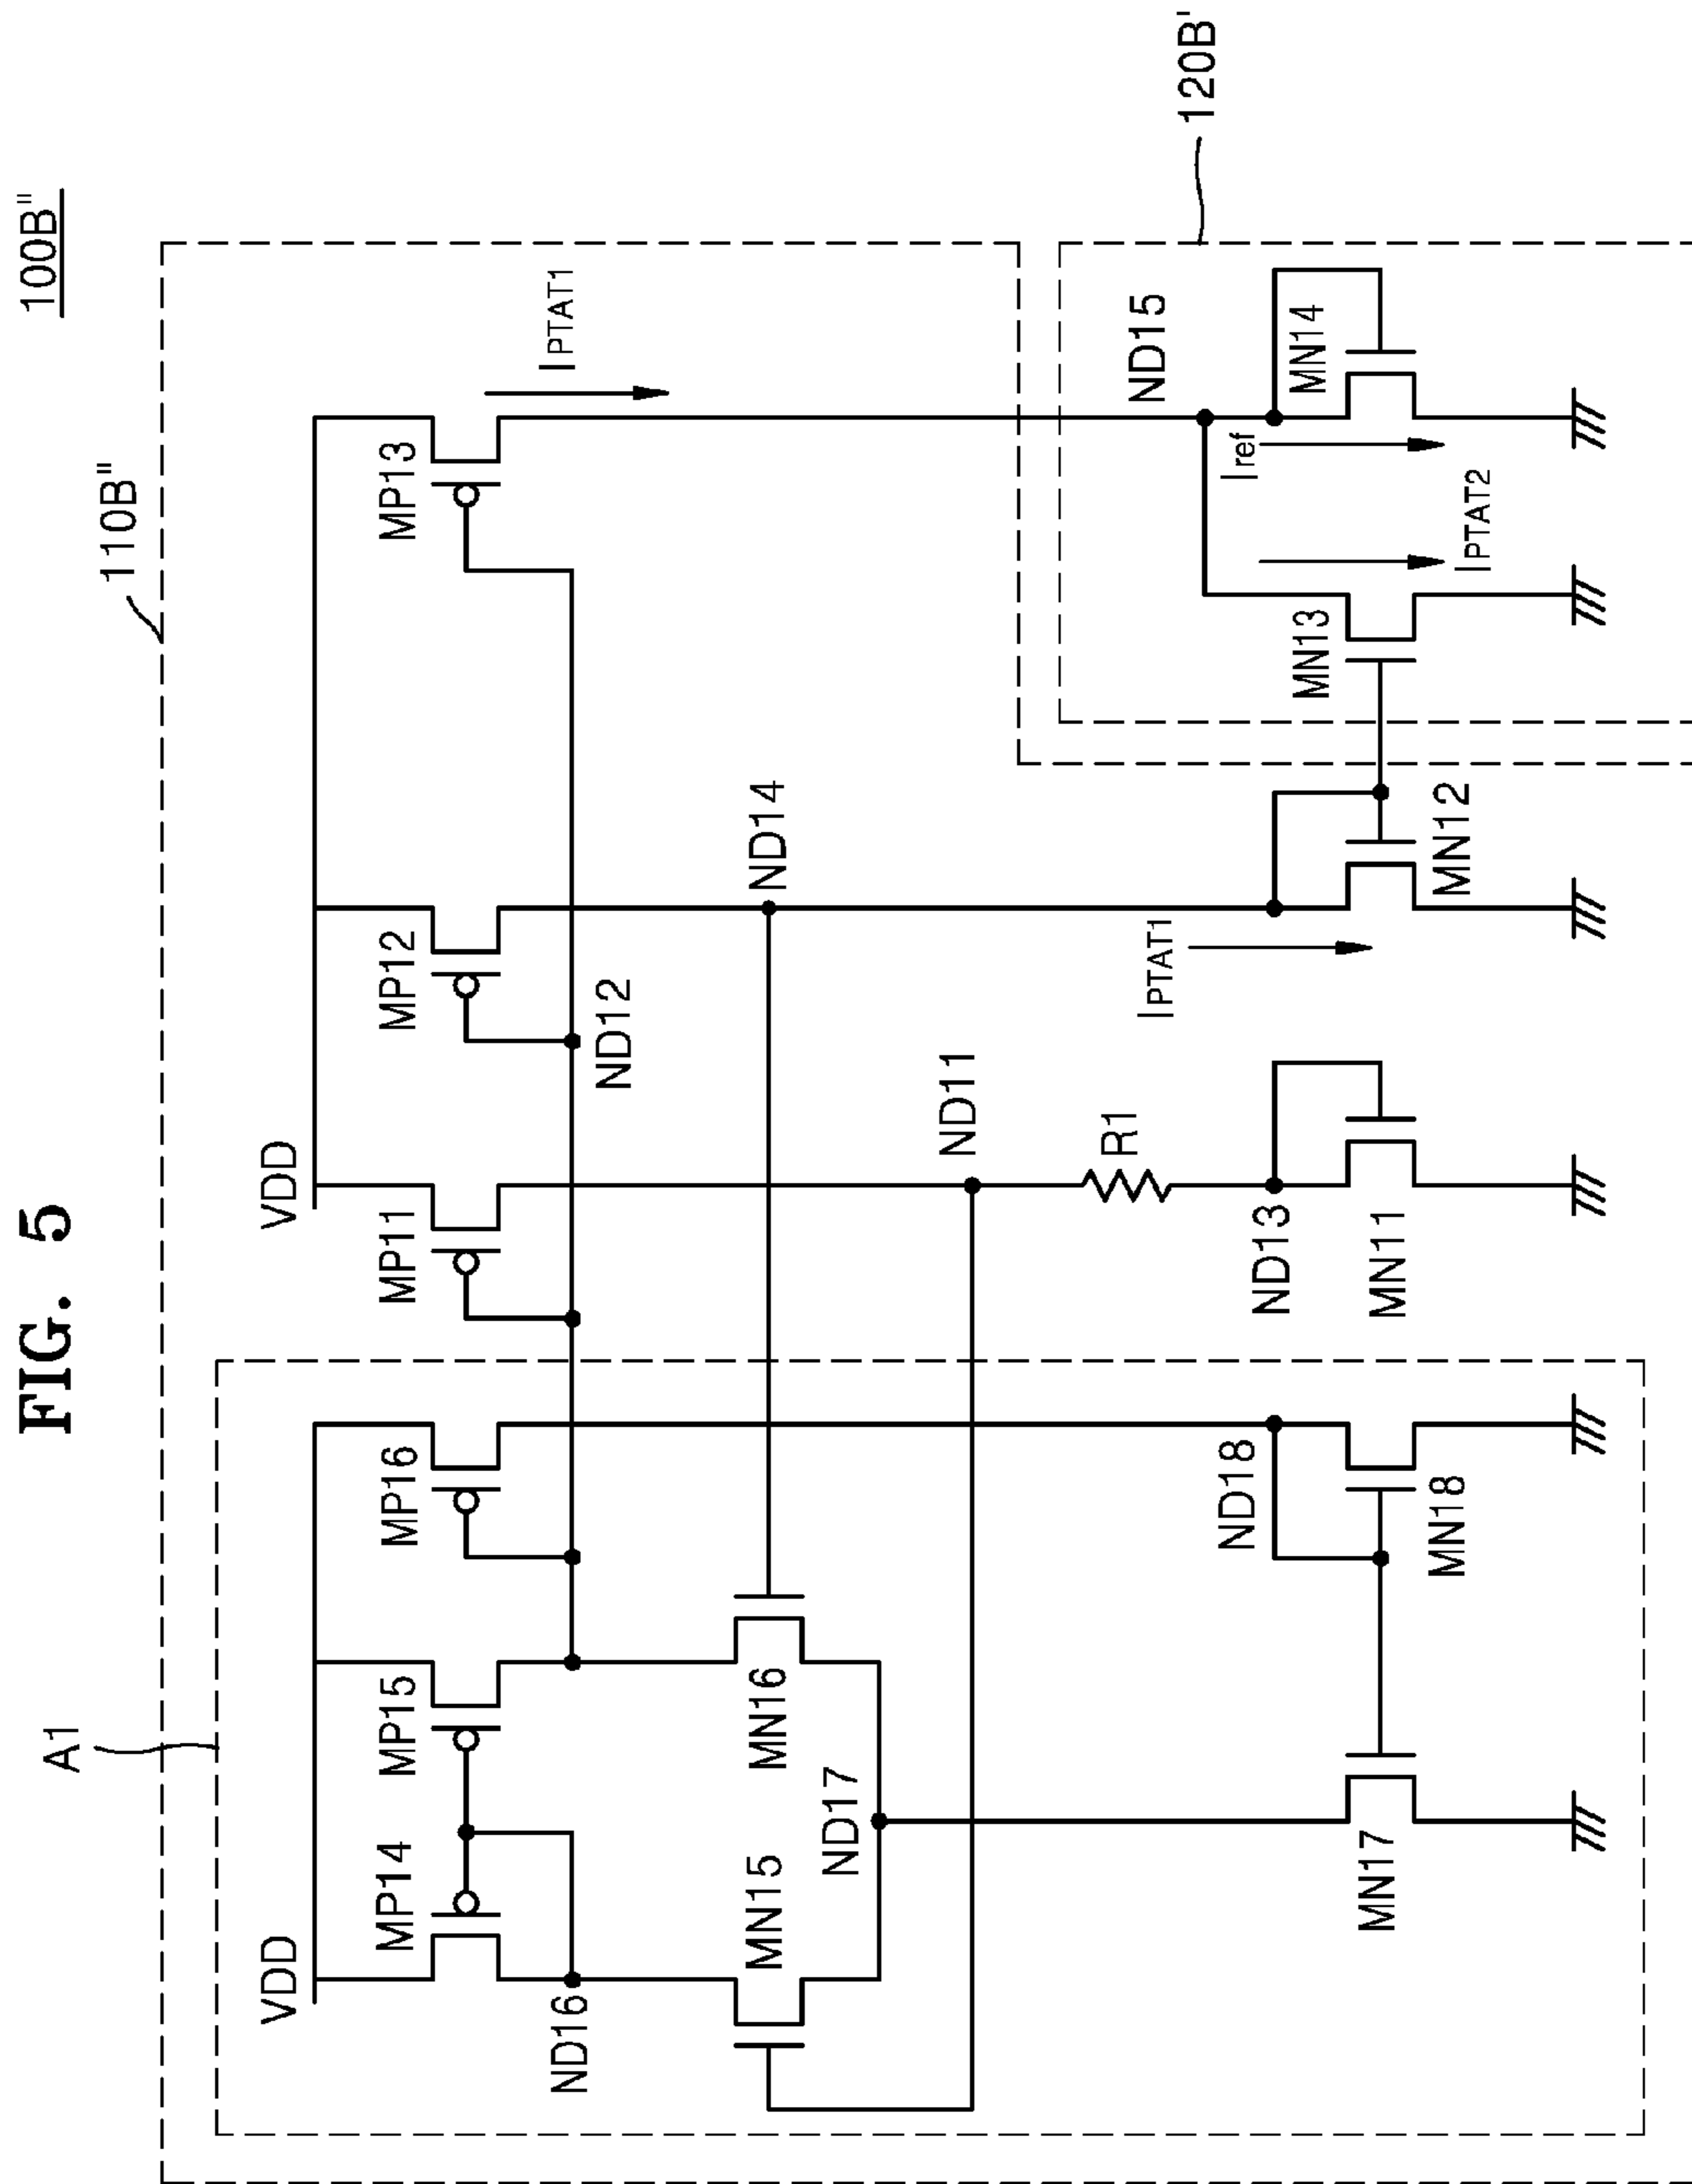 FIG. 5
100B"
110B"
A1
VDD
VDD
MP14
MP15
MP16
MP11
MP12
MP13
IPTAT1
ND16
ND12
MN15
MN16
ND14
ND17
ND11
ND15
R1
IPTAT1
120B'
ND18
ND13
Iref
MN13
MN14
MN17
MN18
MN11
MN12
IPTAT2